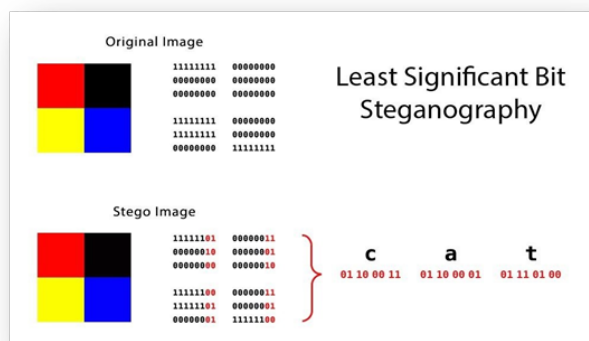 Original Image
11111111 00000000
00000000 00000000
00000000 00000000
11111111 00000000
11111111 00000000
00000000 11111111
Least Significant Bit
Steganography
Stego Image
11111101 00000011
00000010 00000001
00000000 00000010
11111100 00000011
11111101 00000001
00000001 11111100
c a t
01 10 00 11 01 10 00 01 01 11 01 00